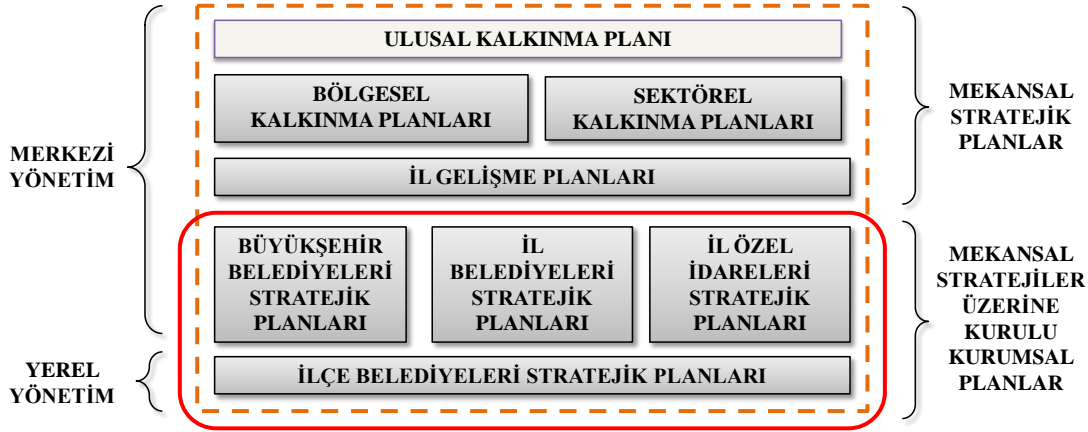 ULUSAL KALKINMA PLANI
BÖLGESEL
KALKINMA PLANLARI
SEKTÖREL
KALKINMA PLANLARI
İL GELİŞME PLANLARI
MERKEZİ
YÖNETİM
MEKANSAL
STRATEJİK
PLANLAR
BÜYÜKŞEHİR
BELEDİYELERİ
STRATEJİK
PLANLARI
İL
BELEDİYELERİ
STRATEJİK
PLANLARI
İL ÖZEL
İDARELERİ
STRATEJİK
PLANLARI
MEKANSAL
STRATEJİLER
ÜZERİNE
KURULU
KURUMSAL
PLANLAR
YEREL
YÖNETİM
İLÇE BELEDİYELERİ STRATEJİK PLANLARI